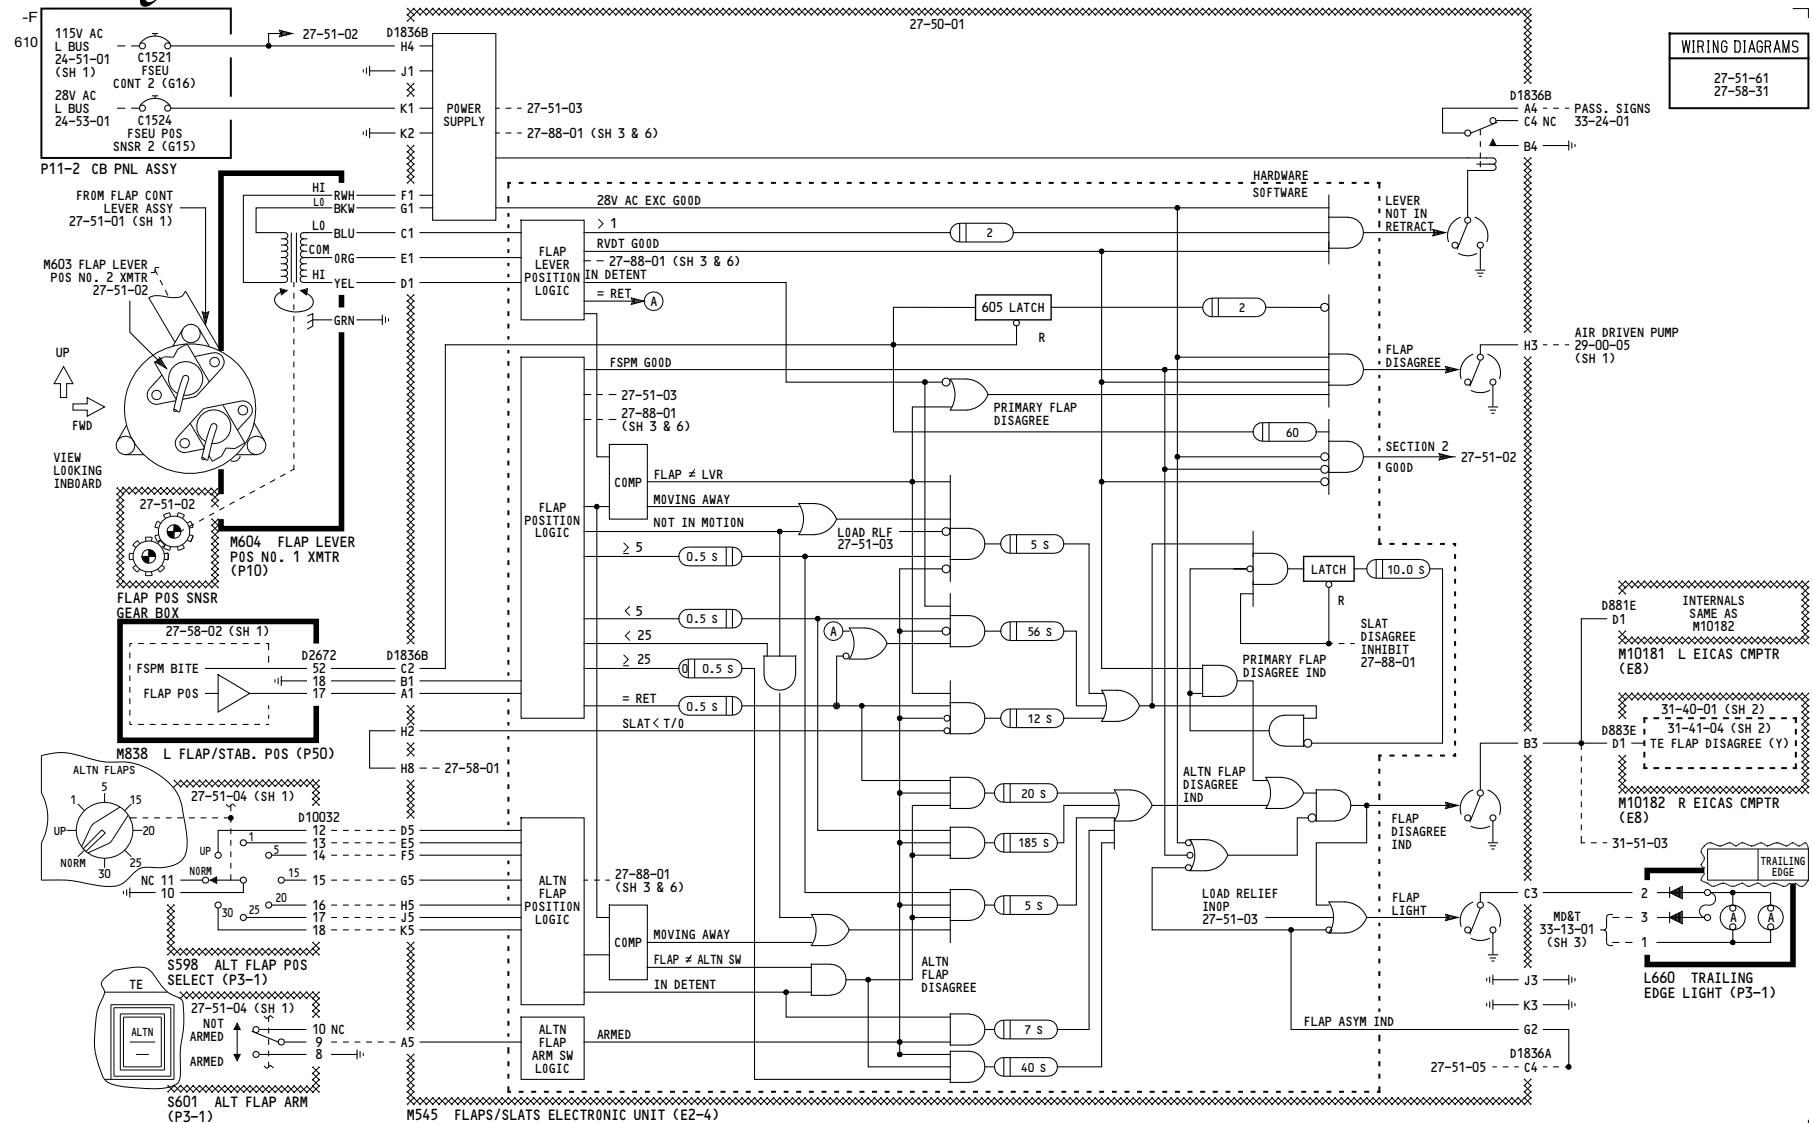 -F
610
115V AC
L BUS
24-51-01
(SH 1)
C1521
FSEU
CONT 2 (G16)
28V AC
L BUS
24-53-01
C1524
FSEU POS
SNSR 2 (G15)
P11-2 CB PNL ASSY
27-51-02
D1836B
H4
J1
K1
K2
POWER
SUPPLY
27-51-03
27-88-01 (SH 3 & 6)
27-50-01
WIRING DIAGRAMS
27-51-61
27-58-31
D1836B
A4
C4 NC
B4
PASS. SIGNS
33-24-01
FROM FLAP CONT
LEVER ASSY
27-51-01 (SH 1)
M603 FLAP LEVER
POS NO. 2 XMTR
27-51-02
UP
FWD
VIEW
LOOKING
INBOARD
HI
RWH
F1
LO
BKW
G1
LO
BLU
C1
COM
ORG
E1
HI
YEL
D1
GRN
27-51-02
FLAP POS SNSR
GEAR BOX
M604 FLAP LEVER
POS NO. 1 XMTR
(P10)
HARDWARE
SOFTWARE
28V AC EXC GOOD
> 1
RVDT GOOD
27-88-01 (SH 3 & 6)
IN DETENT
= RET
A
FLAP
LEVER
POSITION
LOGIC
2
LEVER
NOT IN
RETRACT
605 LATCH
R
2
FLAP
DISAGREE
H3
AIR DRIVEN PUMP
29-00-05
(SH 1)
FSPM GOOD
27-51-03
27-88-01
(SH 3 & 6)
PRIMARY FLAP
DISAGREE
60
SECTION 2
GOOD
27-51-02
FLAP
POSITION
LOGIC
COMP
FLAP ≠ LVR
MOVING AWAY
NOT IN MOTION
≥ 5
0.5 S
LOAD RLF
27-51-03
5 S
< 5
0.5 S
< 25
≥ 25
0
0.5 S
= RET
0.5 S
SLAT< T/O
A
56 S
12 S
LATCH
10.0 S
R
SLAT
DISAGREE
INHIBIT
27-88-01
PRIMARY FLAP
DISAGREE IND
27-58-02 (SH 1)
D2672
FSPM BITE
52
18
FLAP POS
17
M838 L FLAP/STAB. POS (P50)
D1836B
C2
B1
A1
H2
H8
27-58-01
ALTN FLAPS
UP
1
5
15
20
25
30
NORM
27-51-04 (SH 1)
D10032
UP
1
5
NORM
15
20
25
30
12
13
14
NC 11
10
15
16
17
18
D5
E5
F5
G5
H5
J5
K5
S598 ALT FLAP POS
SELECT (P3-1)
ALTN
FLAP
POSITION
LOGIC
27-88-01
(SH 3 & 6)
COMP
MOVING AWAY
FLAP ≠ ALTN SW
IN DETENT
20 S
185 S
5 S
ALTN
FLAP
DISAGREE
7 S
40 S
ALTN FLAP
DISAGREE
IND
LOAD RELIEF
INOP
27-51-03
FLAP
DISAGREE
IND
FLAP
LIGHT
FLAP ASYM IND
TE
ALTN
27-51-04 (SH 1)
NOT
ARMED
ARMED
10 NC
9
8
A5
S601 ALT FLAP ARM
(P3-1)
ALTN
FLAP
ARM SW
LOGIC
ARMED
M545 FLAPS/SLATS ELECTRONIC UNIT (E2-4)
B3
C3
J3
K3
G2
D1836A
27-51-05
C4
D881E
D1
INTERNALS
SAME AS
M10182
M10181 L EICAS CMPTR
(E8)
31-40-01 (SH 2)
D883E
D1
31-41-04 (SH 2)
TE FLAP DISAGREE (Y)
M10182 R EICAS CMPTR
(E8)
31-51-03
TRAILING
EDGE
2
3
1
A
A
MD&T
33-13-01
(SH 3)
L660 TRAILING
EDGE LIGHT (P3-1)